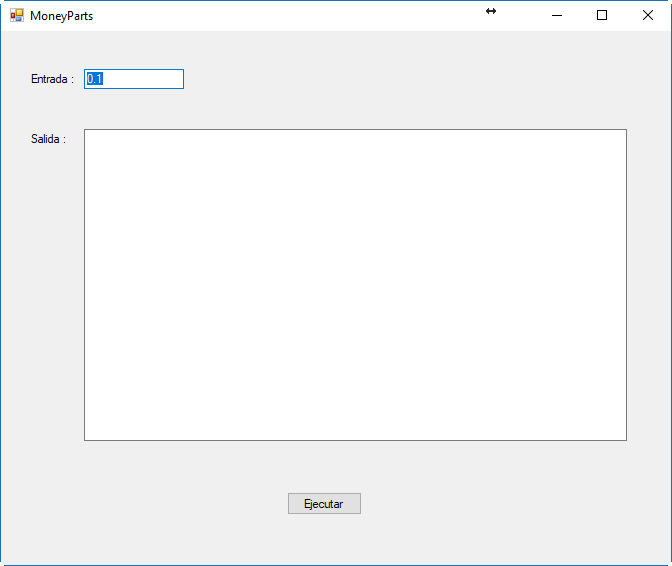 MoneyParts
Entrada :
0.1
Salida :
Ejecutar